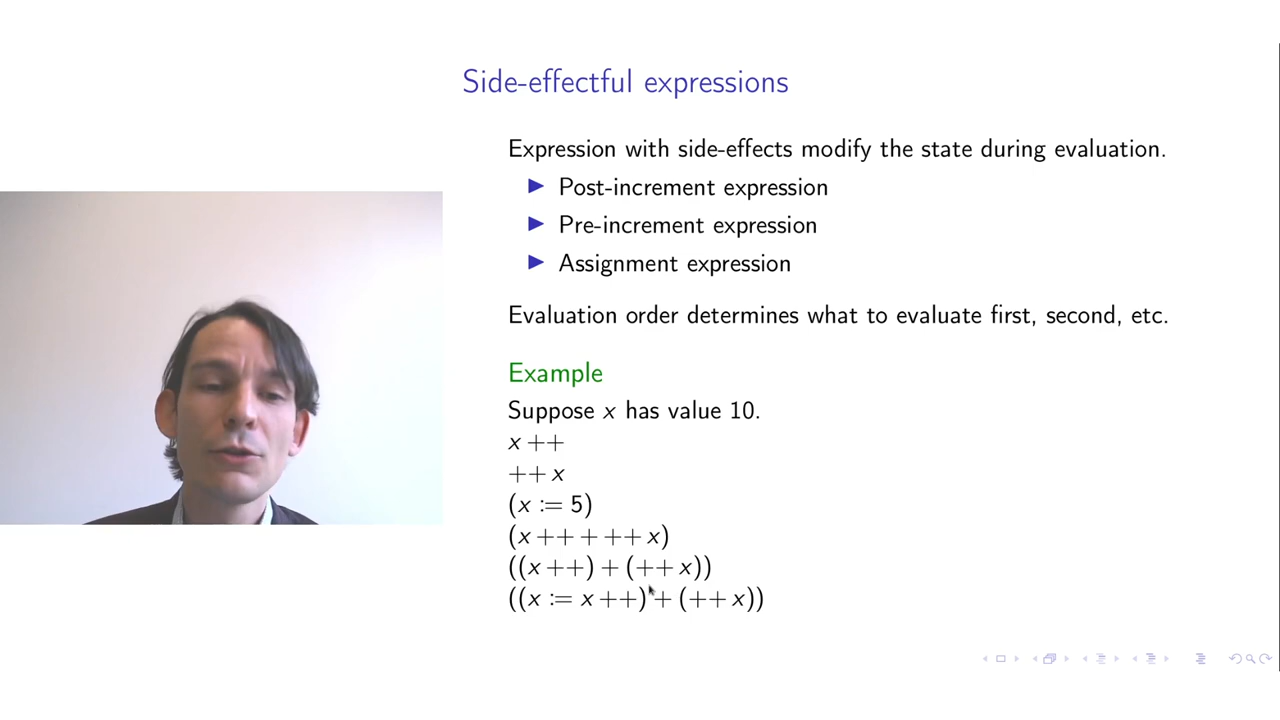 Side-effectful expressions
Expression with side-effects modify the state during evaluation.
▶ Post-increment expression
▶ Pre-increment expression
▶ Assignment expression
Evaluation order determines what to evaluate first, second, etc.
Example
Suppose x has value 10.
x ++
++ x
(x := 5)
(x ++ + ++ x)
((x ++) + (++ x))
((x := x ++) + (++ x))